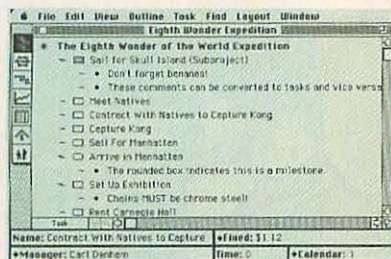 File Edit View Outline Task Find Layout Window
Eighth Wonder Expedition
The Eighth Wonder of the World Expedition
Sail for Skull Island (Subproject)
Don't forget bananas!
These comments can be converted to tasks and vice versa
Meet Natives
Contract With Natives to Capture Kong
Capture Kong
Sail For Manhattan
Arrive in Manhattan
The rounded box indicates this is a milestone.
Set Up Exhibition
Chains MUST be chrome steel!
Rent Carnegie Hall
Task
Name: Contract With Natives to Capture
Fixed: $1.12
Manager: Carl Denham
Time: 0
Calendar: 1